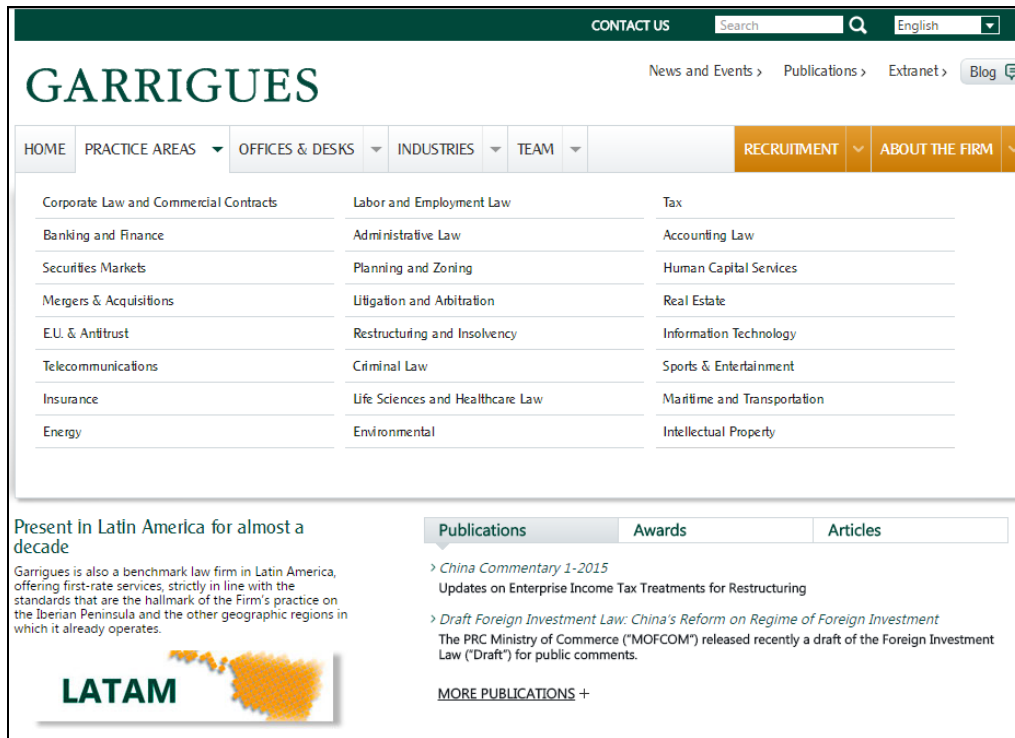 CONTACT US Search English
GARRIGUES
News and Events › Publications › Extranet › Blog
HOME PRACTICE AREAS OFFICES & DESKS INDUSTRIES TEAM RECRUITMENT ABOUT THE FIRM
Corporate Law and Commercial Contracts Labor and Employment Law Tax
Banking and Finance Administrative Law Accounting Law
Securities Markets Planning and Zoning Human Capital Services
Mergers & Acquisitions Litigation and Arbitration Real Estate
E.U. & Antitrust Restructuring and Insolvency Information Technology
Telecommunications Criminal Law Sports & Entertainment
Insurance Life Sciences and Healthcare Law Maritime and Transportation
Energy Environmental Intellectual Property
Present in Latin America for almost a
decade
Garrigues is also a benchmark law firm in Latin America,
offering first-rate services, strictly in line with the
standards that are the hallmark of the Firm's practice on
the Iberian Peninsula and the other geographic regions in
which it already operates.
LATAM
Publications Awards Articles
› China Commentary 1-2015
Updates on Enterprise Income Tax Treatments for Restructuring
› Draft Foreign Investment Law: China's Reform on Regime of Foreign Investment
The PRC Ministry of Commerce ("MOFCOM") released recently a draft of the Foreign Investment
Law ("Draft") for public comments.
MORE PUBLICATIONS +